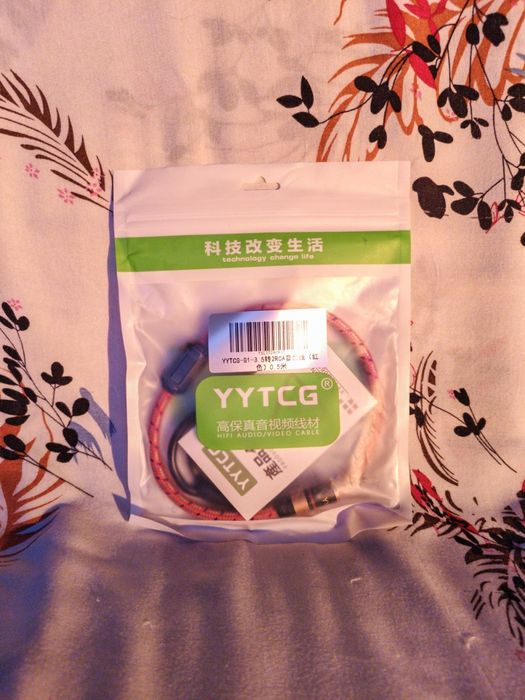 科技改变生活
technology change life
YYTCG-G1-3.5转2RCA音频线 (红
色) 0.5米
YYTCG®
高保真音视频线材
HIFI AUDIO/VIDEO CABLE
YYTCG